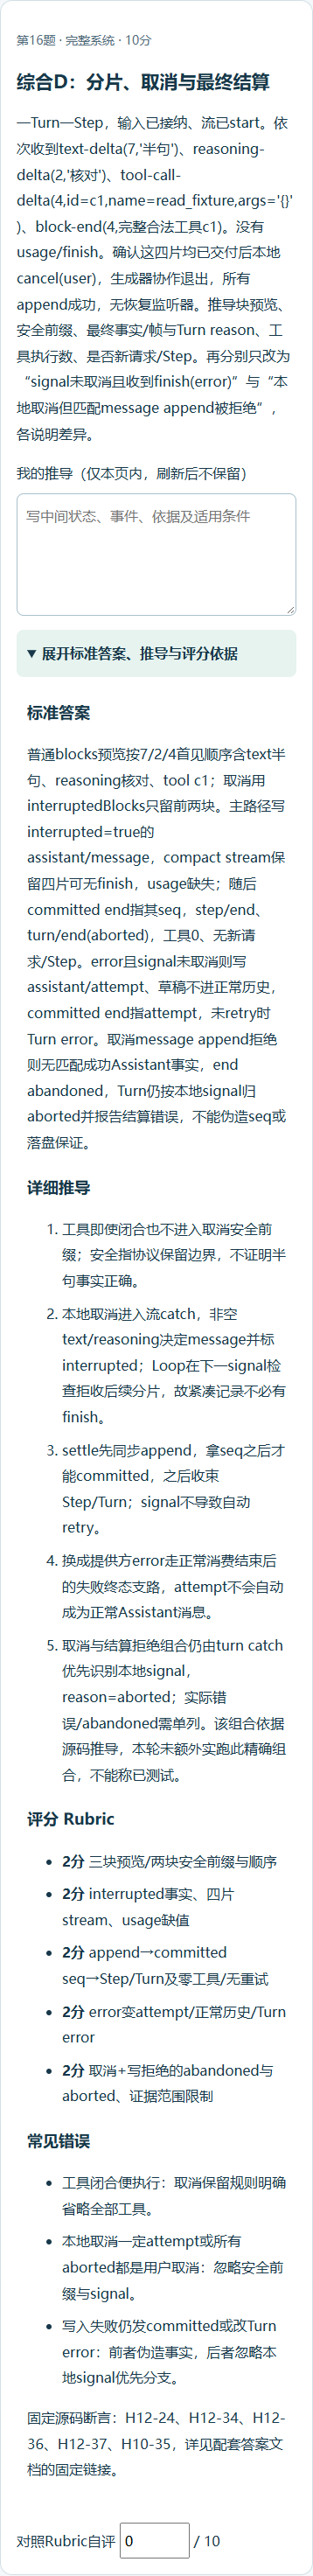 第16题 · 完整系统 · 10分
综合D：分片、取消与最终结算
一Turn一Step，输入已接纳、流已start。依
次收到text-delta(7,'半句')、reasoning-
delta(2,'核对')、tool-call-
delta(4,id=c1,name=read_fixture,args='{}'
)、block-end(4,完整合法工具c1)。没有
usage/finish。确认这四片均已交付后本地
cancel(user)，生成器协作退出，所有
append成功，无恢复监听器。推导块预览、
安全前缀、最终事实/帧与Turn reason、工
具执行数、是否新请求/Step。再分别只改为
“signal未取消且收到finish(error)”与“本
地取消但匹配message append被拒绝”，
各说明差异。
我的推导（仅本页内，刷新后不保留）
写中间状态、事件、依据及适用条件
▼ 展开标准答案、推导与评分依据
标准答案
普通blocks预览按7/2/4首见顺序含text半
句、reasoning核对、tool c1；取消用
interruptedBlocks只留前两块。主路径写
interrupted=true的
assistant/message，compact stream保
留四片可无finish，usage缺失；随后
committed end指其seq，step/end、
turn/end(aborted)，工具0、无新请
求/Step。error且signal未取消则写
assistant/attempt、草稿不进正常历史，
committed end指attempt，未retry时
Turn error。取消message append拒绝
则无匹配成功Assistant事实，end
abandoned，Turn仍按本地signal归
aborted并报告结算错误，不能伪造seq或
落盘保证。
详细推导
1. 工具即使闭合也不进入取消安全前
缀；安全指协议保留边界，不证明半
句事实正确。
2. 本地取消进入流catch，非空
text/reasoning决定message并标
interrupted；Loop在下一signal检
查拒收后续分片，故紧凑记录不必有
finish。
3. settle先同步append，拿seq之后才
能committed，之后收束
Step/Turn；signal不导致自动
retry。
4. 换成提供方error走正常消费结束后
的失败终态支路，attempt不会自动
成为正常Assistant消息。
5. 取消与结算拒绝组合仍由turn catch
优先识别本地signal，
reason=aborted；实际错
误/abandoned需单列。该组合依据
源码推导，本轮未额外实跑此精确组
合，不能称已测试。
评分 Rubric
• 2分 三块预览/两块安全前缀与顺序
• 2分 interrupted事实、四片
stream、usage缺值
• 2分 append→committed
seq→Step/Turn及零工具/无重试
• 2分 error变attempt/正常历史/Turn
error
• 2分 取消+写拒绝的abandoned与
aborted、证据范围限制
常见错误
• 工具闭合便执行：取消保留规则明确
省略全部工具。
• 本地取消一定attempt或所有
aborted都是用户取消：忽略安全前
缀与signal。
• 写入失败仍发committed或改Turn
error：前者伪造事实，后者忽略本
地signal优先分支。
固定源码断言：H12-24、H12-34、H12-
36、H12-37、H10-35，详见配套答案文
档的固定链接。
对照Rubric自评 0 / 10